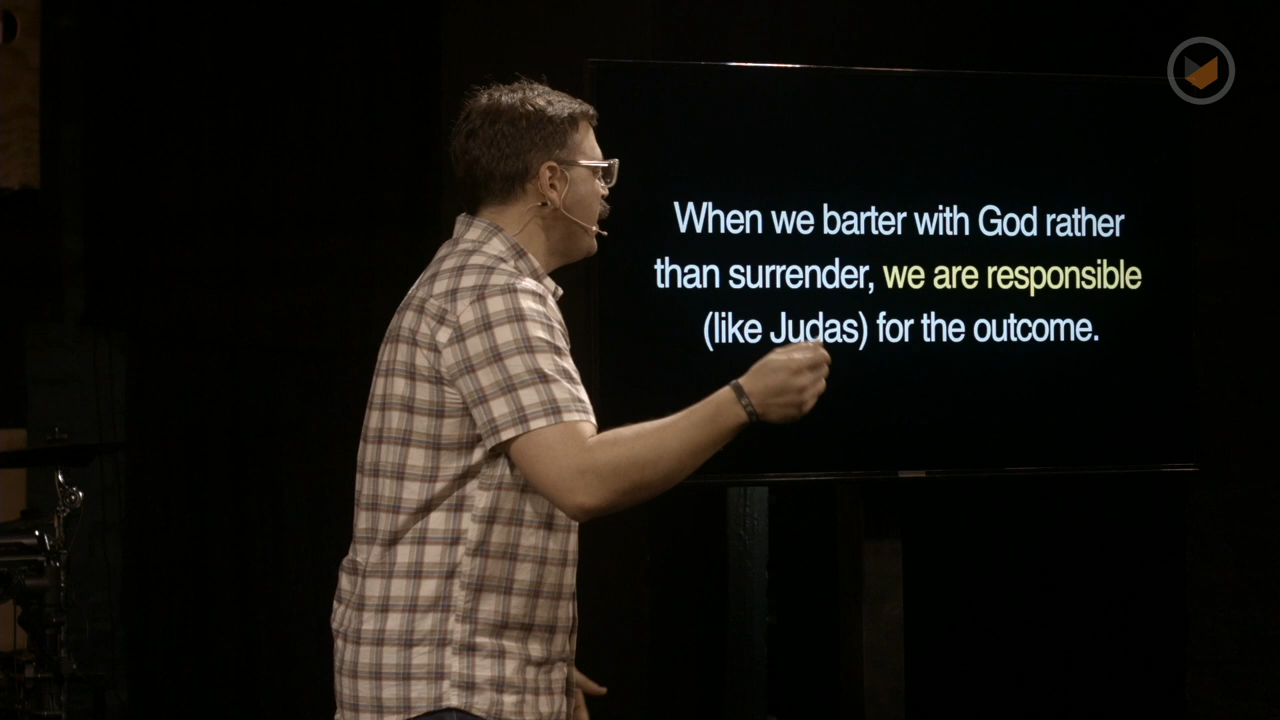 When we barter with God rather
than surrender, we are responsible
(like Judas) for the outcome.